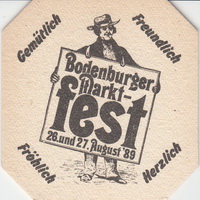 Gemütlich
Freundlich
Bodenburger
Markt-
fest
26. und 27. August '89
Fröhlich
Herzlich